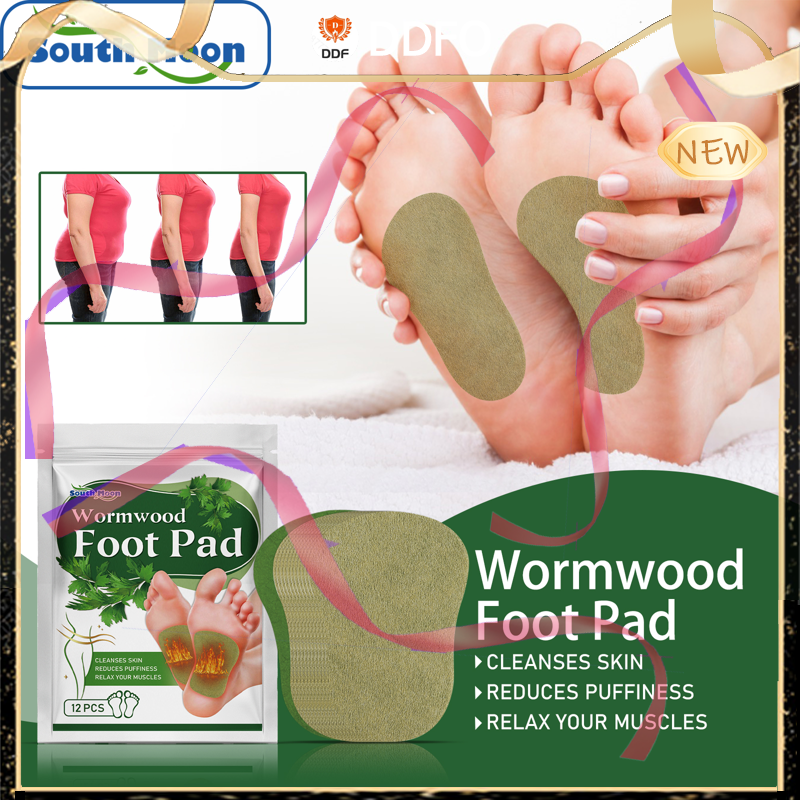 South Moon
DDF
DDFO
NEW
South Moon
Wormwood
Foot Pad
CLEANSES SKIN
REDUCES PUFFINESS
RELAX YOUR MUSCLES
12 PCS
Wormwood
Foot Pad
CLEANSES SKIN
REDUCES PUFFINESS
RELAX YOUR MUSCLES